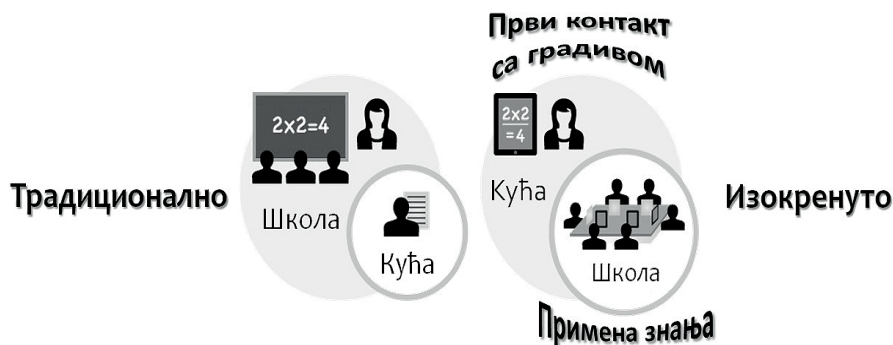 Традиционално
2x2=4
Школа
Кућа
Први контакт
са градивом
2x2
=4
Кућа
Школа
Примена знања
Изокренуто